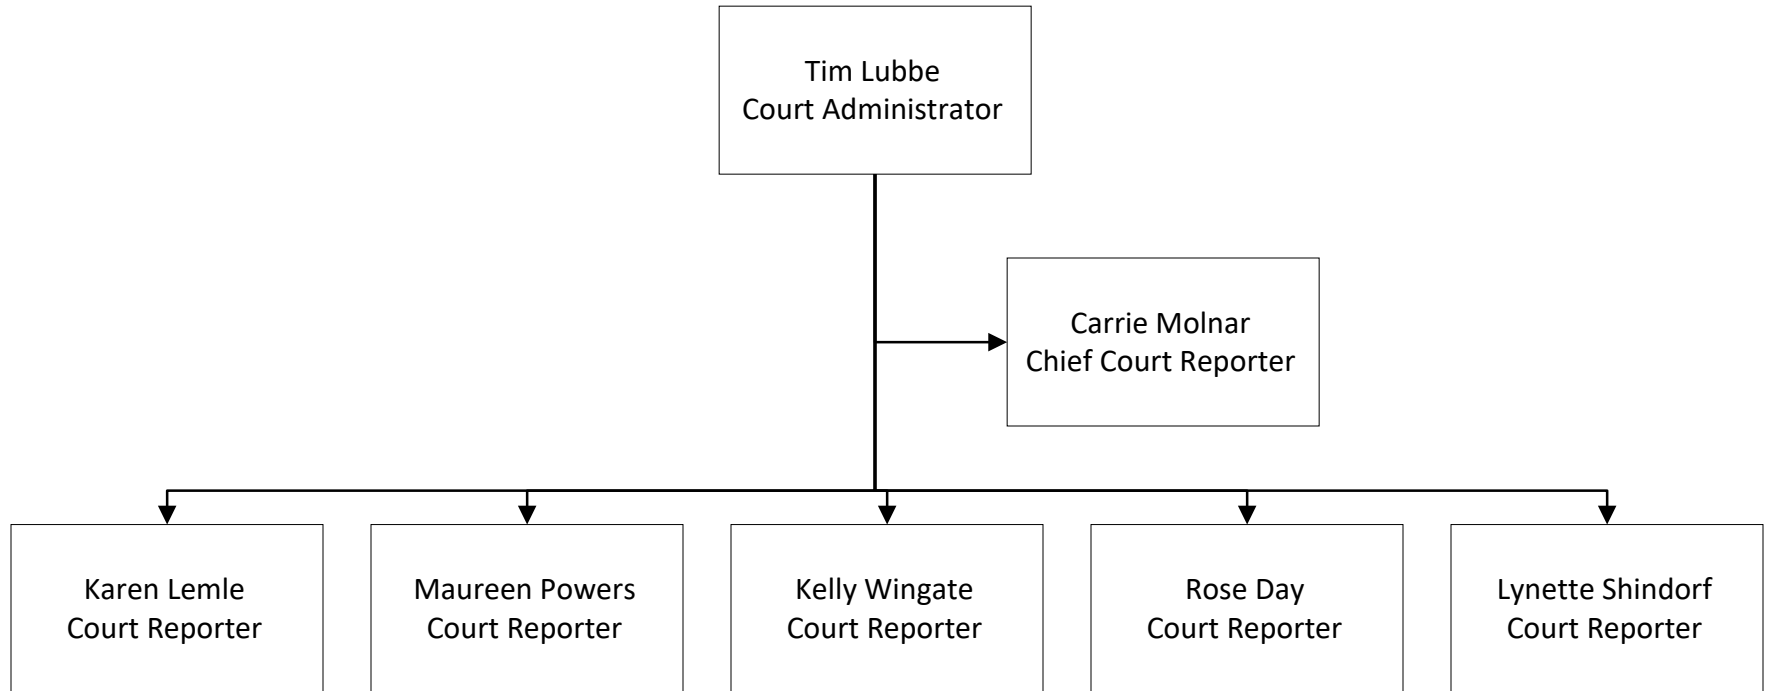 Tim Lubbe
Court Administrator
Carrie Molnar
Chief Court Reporter
Karen Lemle
Court Reporter
Maureen Powers
Court Reporter
Kelly Wingate
Court Reporter
Rose Day
Court Reporter
Lynette Shindorf
Court Reporter